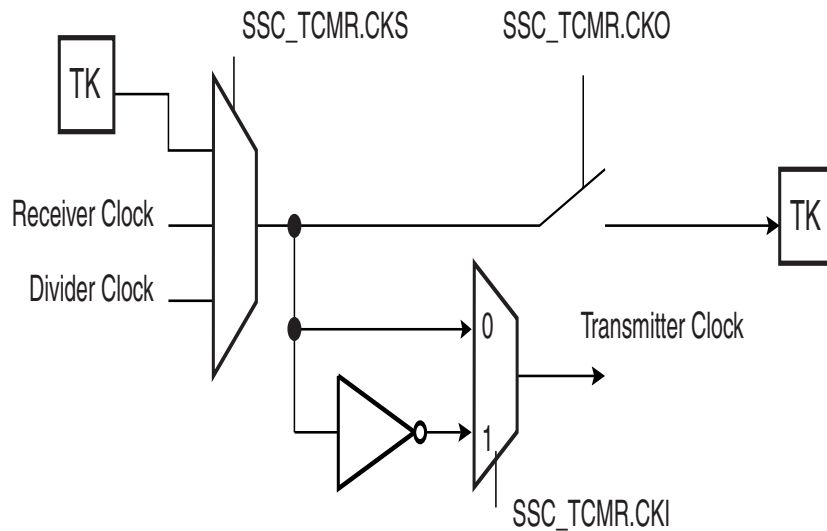 SSC_TCMR.CKS
SSC_TCMR.CKO
TK
Receiver Clock
TK
Divider Clock
0
Transmitter Clock
1
SSC_TCMR.CKI